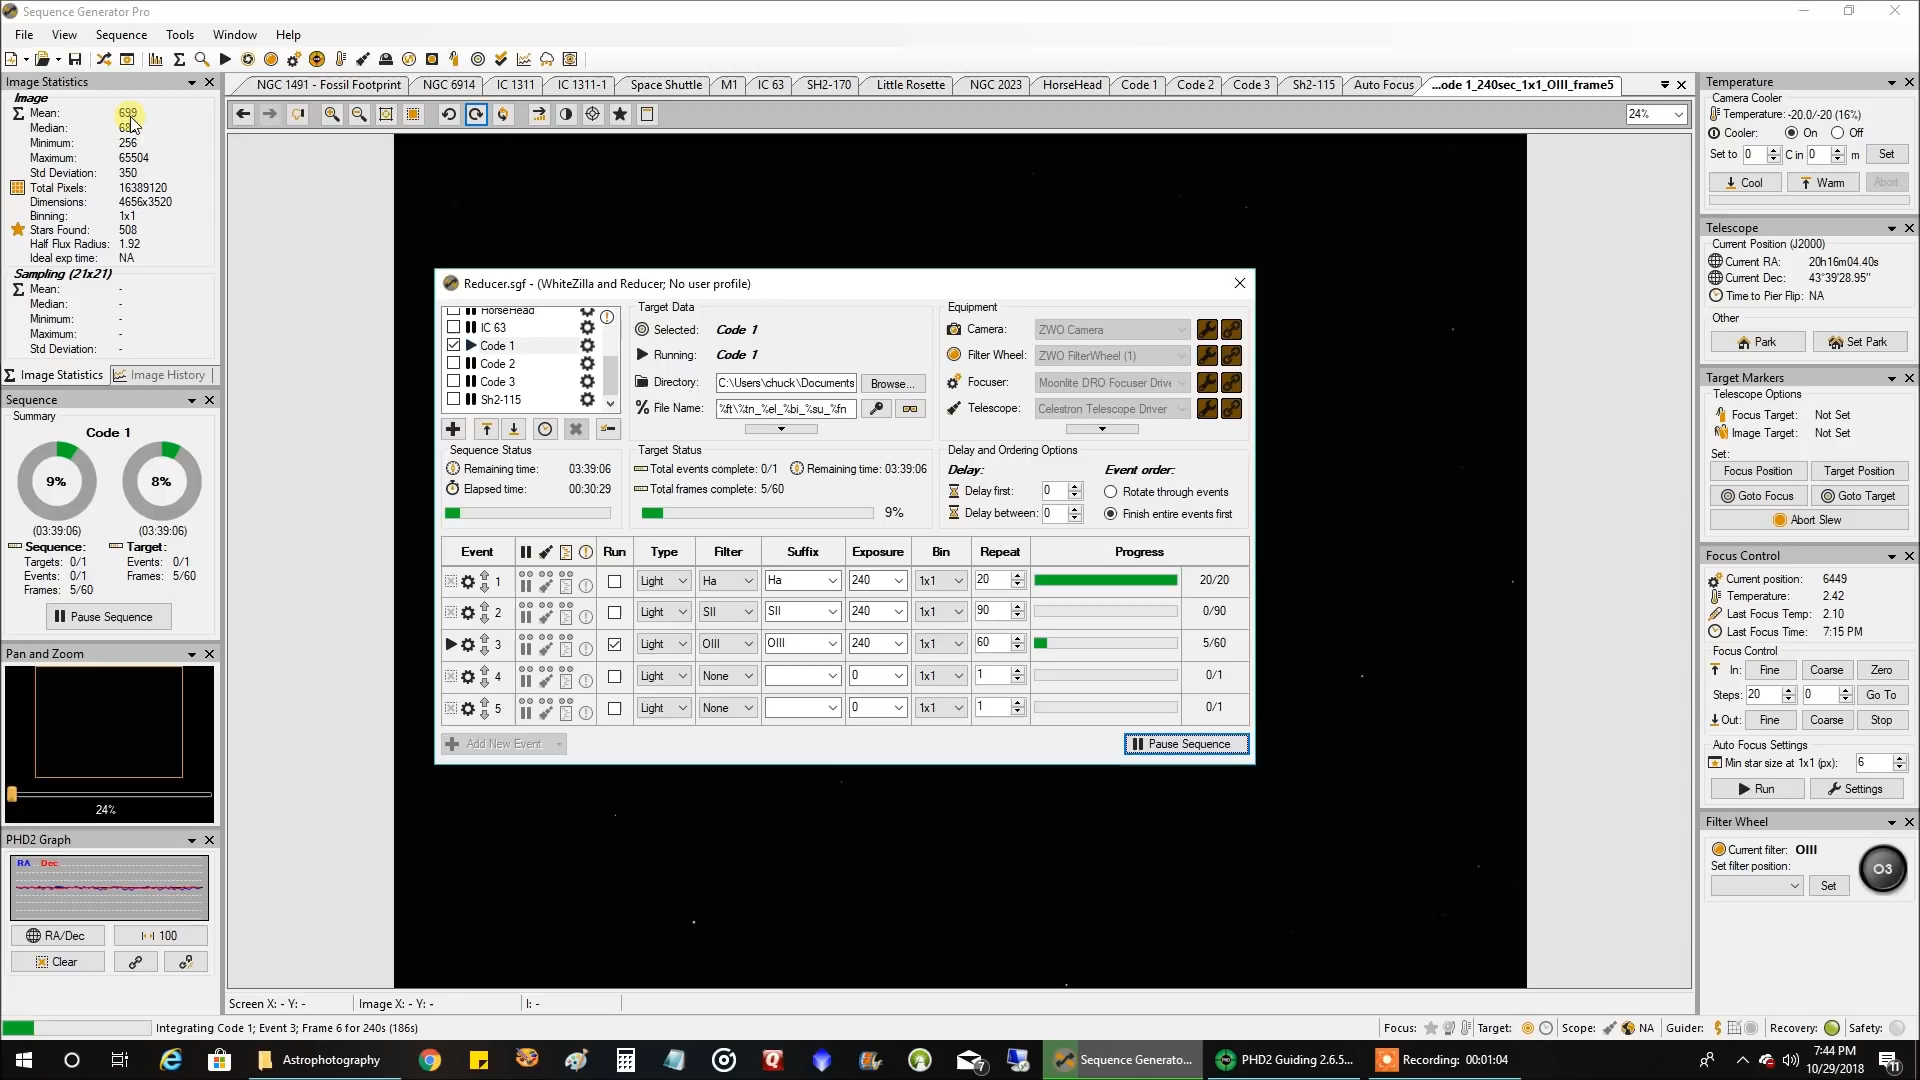 Sequence Generator Pro
File View Sequence Tools Window Help
Image Statistics
Image
Mean: 699
Median:
Minimum: 256
Maximum: 65504
Std Deviation: 350
Total Pixels: 16389120
Dimensions: 4656x3520
Binning: 1x1
Stars Found: 508
Half Flux Radius: 1.92
Ideal exp time: NA
Sampling (21x21)
Mean: -
Median: -
Minimum: -
Maximum: -
Std Deviation: -
Image Statistics Image History
Sequence
Summary
Code 1
9% 8%
(03:39:06) (03:39:06)
Sequence: Target:
Targets: 0/1 Events: 0/1
Events: 0/1 Frames: 5/60
Frames: 5/60
Pause Sequence
Pan and Zoom
24%
PHD2 Graph
RA Dec
RA/Dec 100
Clear
NGC 1491 - Fossil Footprint NGC 6914 IC 1311 IC 1311-1 Space Shuttle M1 IC 63 SH2-170 Little Rosette NGC 2023 HorseHead Code 1 Code 2 Code 3 Sh2-115 Auto Focus ...ode 1_240sec_1x1_OIII_frame5
24%
Reducer.sgf - (WhiteZilla and Reducer; No user profile)
HorseHead
IC 63
Code 1
Code 2
Code 3
Sh2-115
Target Data
Selected: Code 1
Running: Code 1
Directory: C:\Users\chuck\Documents Browse...
File Name: %ft\%tn_%el_%bi_%su_%fn
Equipment
Camera: ZWO Camera
Filter Wheel: ZWO FilterWheel (1)
Focuser: Moonlite DRO Focuser Drive
Telescope: Celestron Telescope Driver
Sequence Status
Remaining time: 03:39:06
Elapsed time: 00:30:29
Target Status
Total events complete: 0/1 Remaining time: 03:39:06
Total frames complete: 5/60
9%
Delay and Ordering Options
Delay: Event order:
Delay first: 0 Rotate through events
Delay between: 0 Finish entire events first
Event Run Type Filter Suffix Exposure Bin Repeat Progress
1 Light Ha Ha 240 1x1 20 20/20
2 Light SII SII 240 1x1 90 0/90
3 Light OIII OIII 240 1x1 60 5/60
4 Light None 0 1x1 1 0/1
5 Light None 0 1x1 1 0/1
Add New Event Pause Sequence
Temperature
Camera Cooler
Temperature: -20.0/-20 (16%)
Cooler: On Off
Set to 0 C in 0 m Set
Cool Warm Abort
Telescope
Current Position (J2000)
Current RA: 20h16m04.40s
Current Dec: 43°39'28.95"
Time to Pier Flip: NA
Other
Park Set Park
Target Markers
Telescope Options
Focus Target: Not Set
Image Target: Not Set
Set:
Focus Position Target Position
Goto Focus Goto Target
Abort Slew
Focus Control
Current position: 6449
Temperature: 2.42
Last Focus Temp: 2.10
Last Focus Time: 7:15 PM
Focus Control
In: Fine Coarse Zero
Steps: 20 0 Go To
Out: Fine Coarse Stop
Auto Focus Settings
Min star size at 1x1 (px): 6
Run Settings
Filter Wheel
Current filter: OIII
Set filter position:
Set
O3
Screen X: - Y: - Image X: - Y: - I: -
Integrating Code 1; Event 3; Frame 6 for 240s (186s)
Focus: Target: Scope: NA Guider: Recovery: Safety:
Astrophotography
7
Sequence Generato...
PHD2 Guiding 2.6.5...
Recording: 00:01:04
7:44 PM
10/29/2018
11